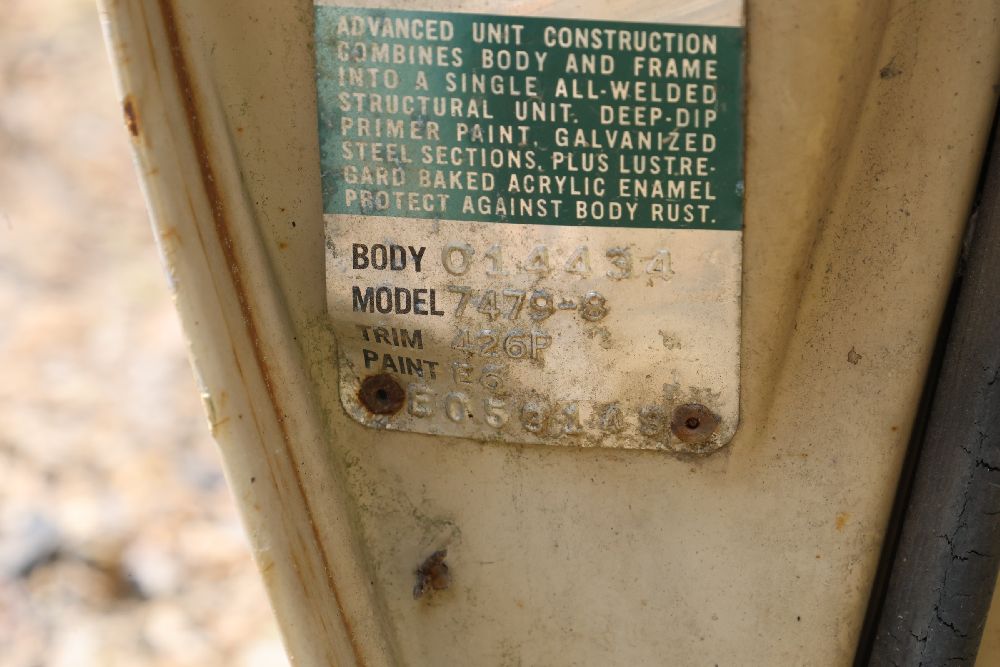 ADVANCED UNIT CONSTRUCTION
COMBINES BODY AND FRAME
INTO A SINGLE ALL-WELDED
STRUCTURAL UNIT. DEEP-DIP
PRIMER PAINT, GALVANIZED
STEEL SECTIONS, PLUS LUSTRE-
GARD BAKED ACRYLIC ENAMEL
PROTECT AGAINST BODY RUST.
BODY 014434
MODEL 7479-8
TRIM 426P
PAINT E6